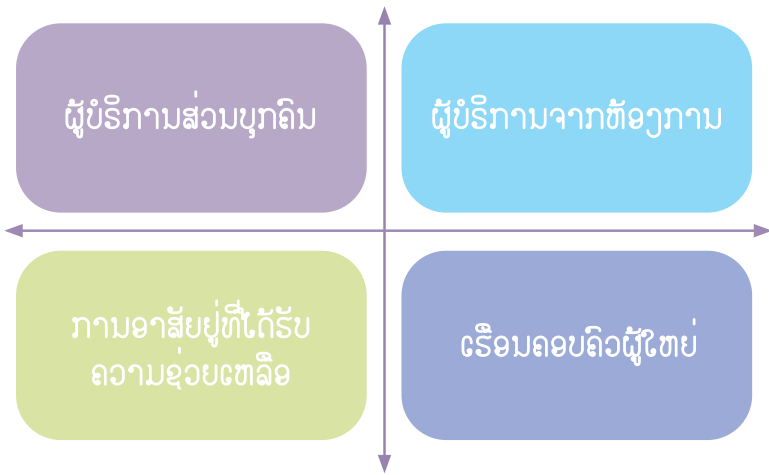 ຜູ້ບໍຣິການສ່ວນບຸກຄົນ
ຜູ້ບໍຣິການຈາກຫ້ອງການ
ການອາສັຍຢູ່ທີ່ໄດ້ຮັບ
ຄວາມຊ່ວຍເຫລືອ
ເຮືອນຄອບຄົວຜູ້ໃຫຍ່